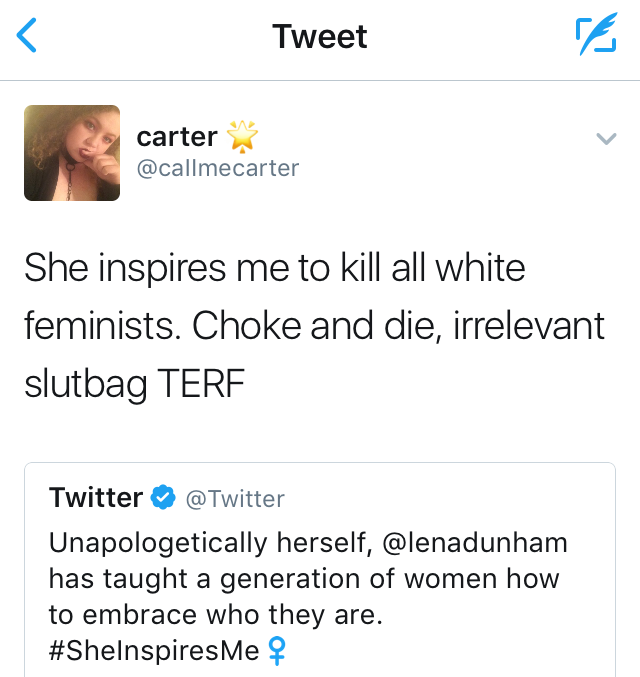 Tweet
carter 🌟
@callmecarter
She inspires me to kill all white
feminists. Choke and die, irrelevant
slutbag TERF
Twitter @Twitter
Unapologetically herself, @lenadunham
has taught a generation of women how
to embrace who they are.
#SheInspiresMe ♀